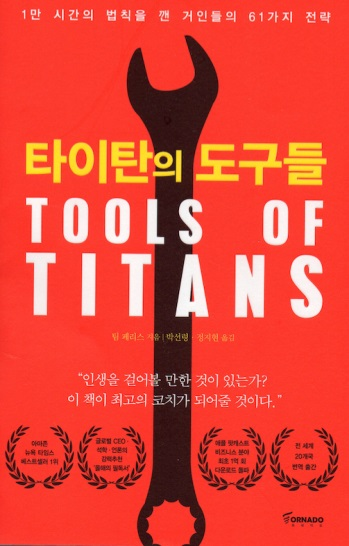 1만 시간의 법칙을 깬 거인들의 61가지 전략
타이탄의 도구들
TOOLS OF
TITANS
팀 페리스 지음 | 박선령·정지현 옮김
“인생을 걸어볼 만한 것이 있는가?
이 책이 최고의 코치가 되어줄 것이다.”
아마존
뉴욕 타임스
베스트셀러 1위
글로벌 CEO·
석학·언론의
강력추천
‘올해의 필독서’
애플 팟캐스트
비즈니스 분야
최초 1억 회
다운로드 돌파
전 세계
20개국
번역 출간
TORNADO